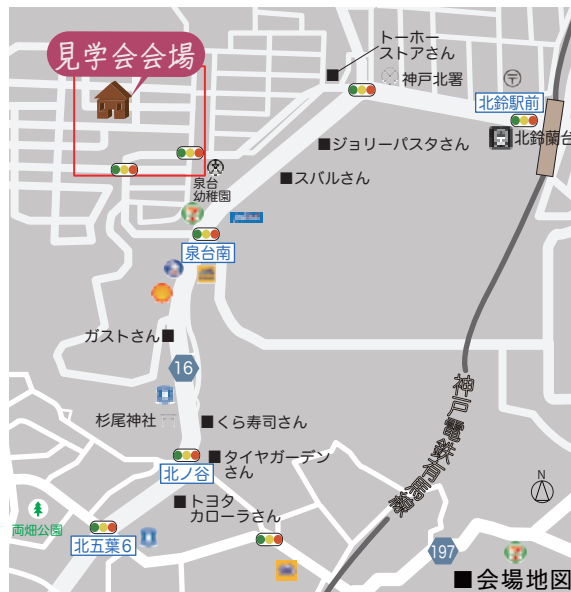 見学会会場
トーホー
ストアさん
神戸北署
〒
北鈴駅前
北鈴蘭台
ジョリーパスタさん
スバルさん
泉台
幼稚園
泉台南
ガストさん
16
杉尾神社
くら寿司さん
タイヤガーデン
さん
北ノ谷
トヨタ
カローラさん
両畑公園
北五葉6
神戸電鉄有馬線
N
197
■会場地図